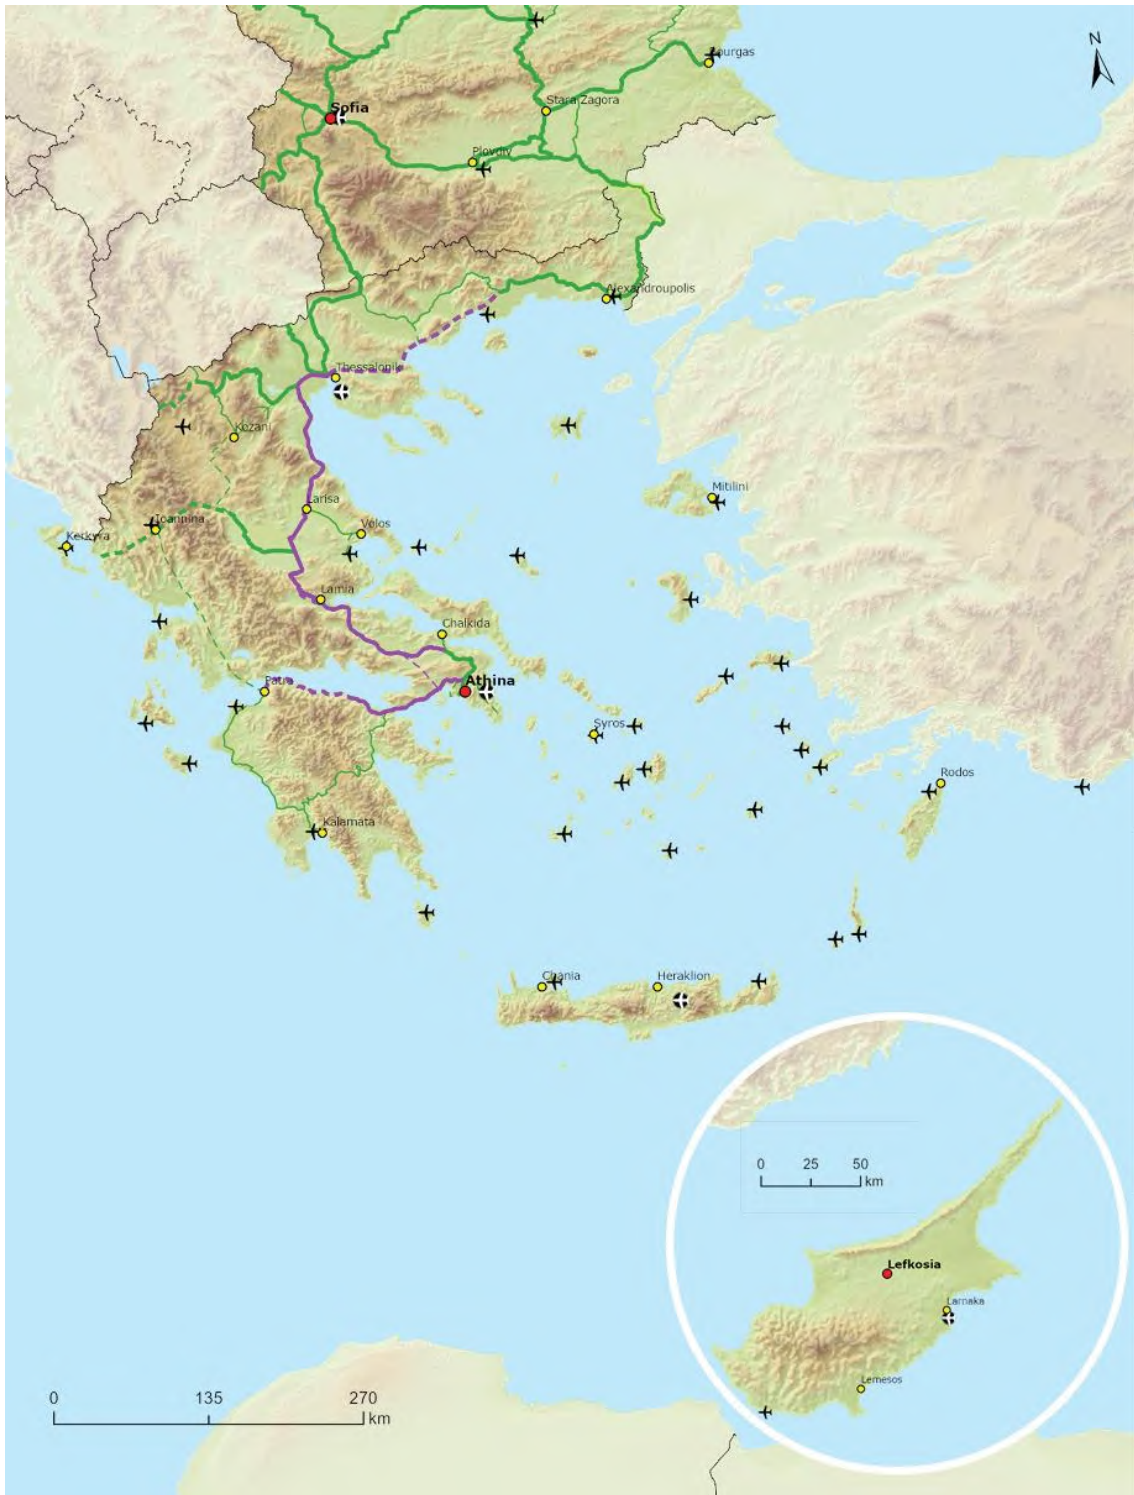 Bourgas
N
Sofia
Stara Zagora
Plovdiv
Alexandroupolis
Thessaloniki
Kozani
Larisa
Mitilini
Ioannina
Volos
Kerkyra
Lamia
Chalkida
Patra
Athina
Syros
Rodos
Kalamata
Chania
Heraklion
0 25 50
km
Lefkosia
Larnaka
Lemesos
0 135 270
km